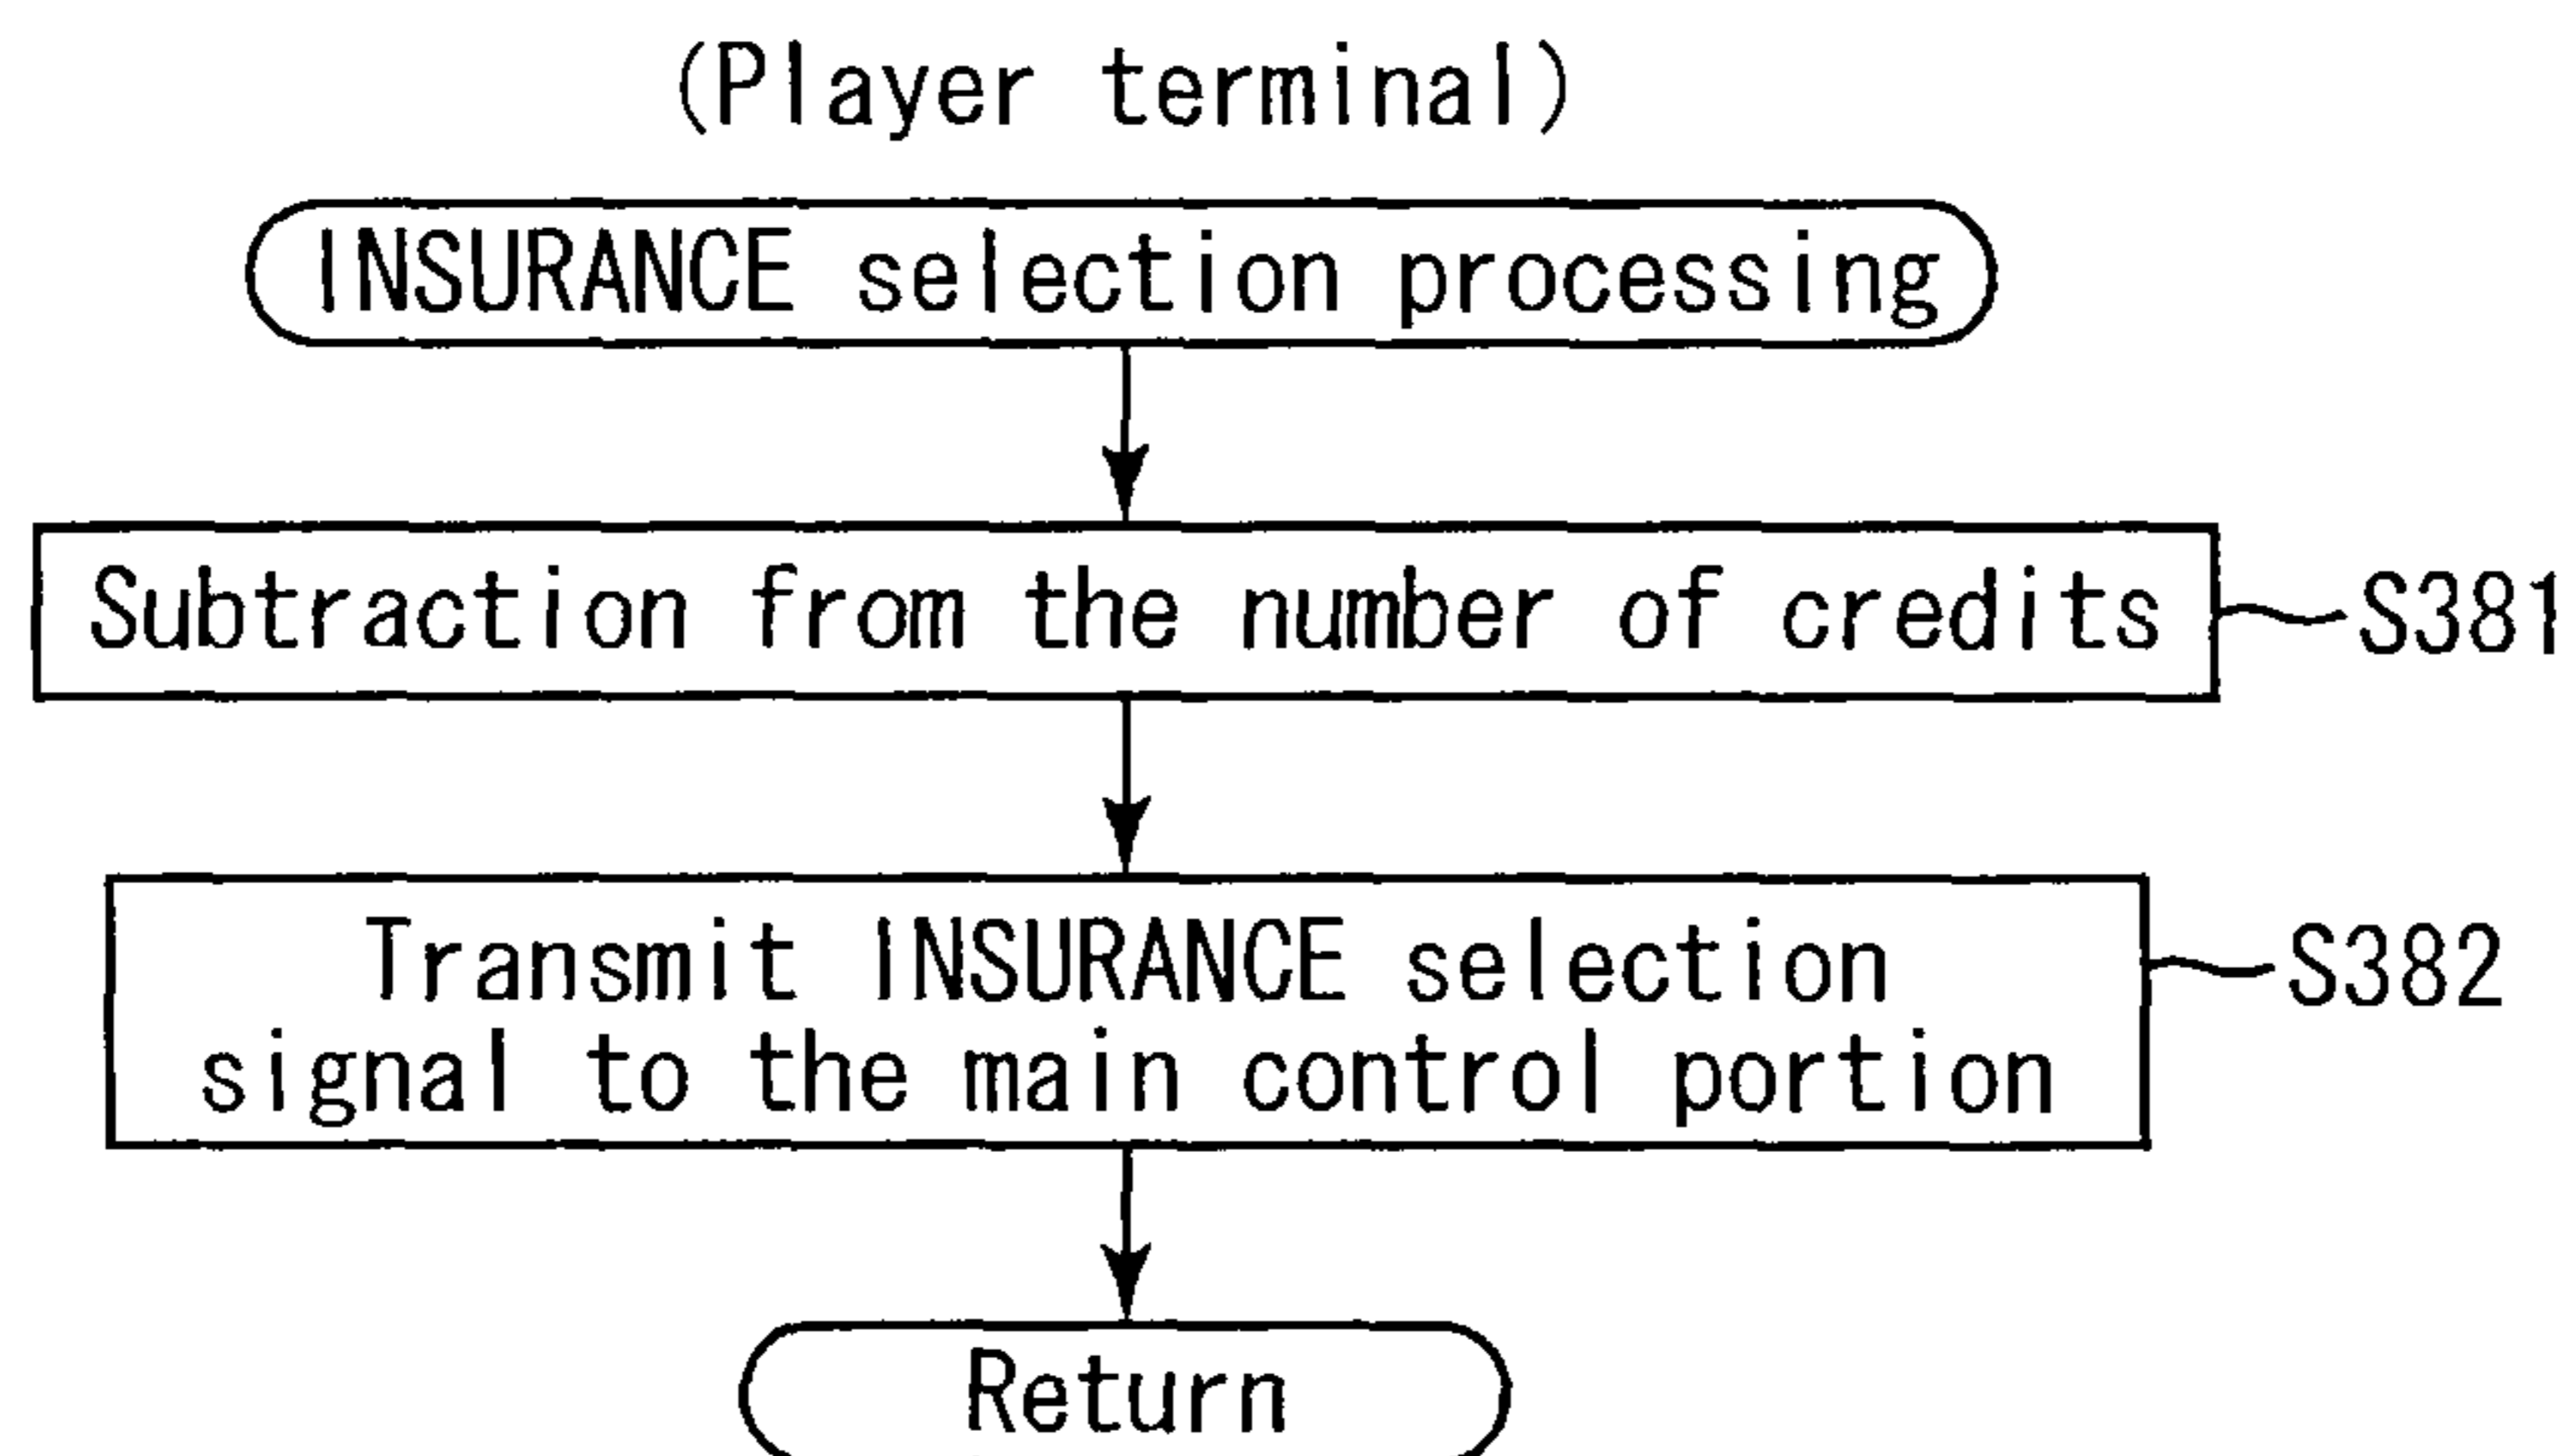 (Player terminal)
INSURANCE selection processing
Subtraction from the number of credits
S381
Transmit INSURANCE selection
signal to the main control portion
S382
Return